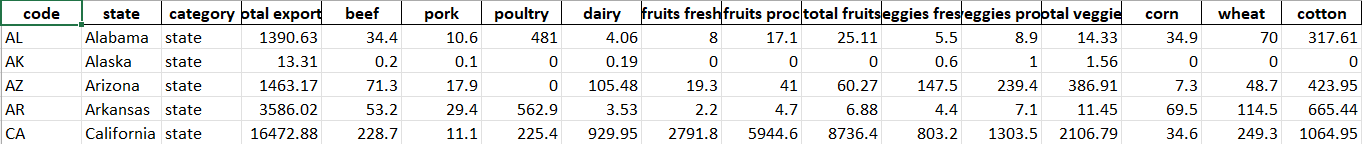 code state category otal export beef pork poultry dairy fruits fresh fruits proc total fruits eggies fres eggies pro otal veggie corn wheat cotton
AL Alabama state 1390.63 34.4 10.6 481 4.06 8 17.1 25.11 5.5 8.9 14.33 34.9 70 317.61
AK Alaska state 13.31 0.2 0.1 0 0.19 0 0 0 0.6 1 1.56 0 0 0
AZ Arizona state 1463.17 71.3 17.9 0 105.48 19.3 41 60.27 147.5 239.4 386.91 7.3 48.7 423.95
AR Arkansas state 3586.02 53.2 29.4 562.9 3.53 2.2 4.7 6.88 4.4 7.1 11.45 69.5 114.5 665.44
CA California state 16472.88 228.7 11.1 225.4 929.95 2791.8 5944.6 8736.4 803.2 1303.5 2106.79 34.6 249.3 1064.95